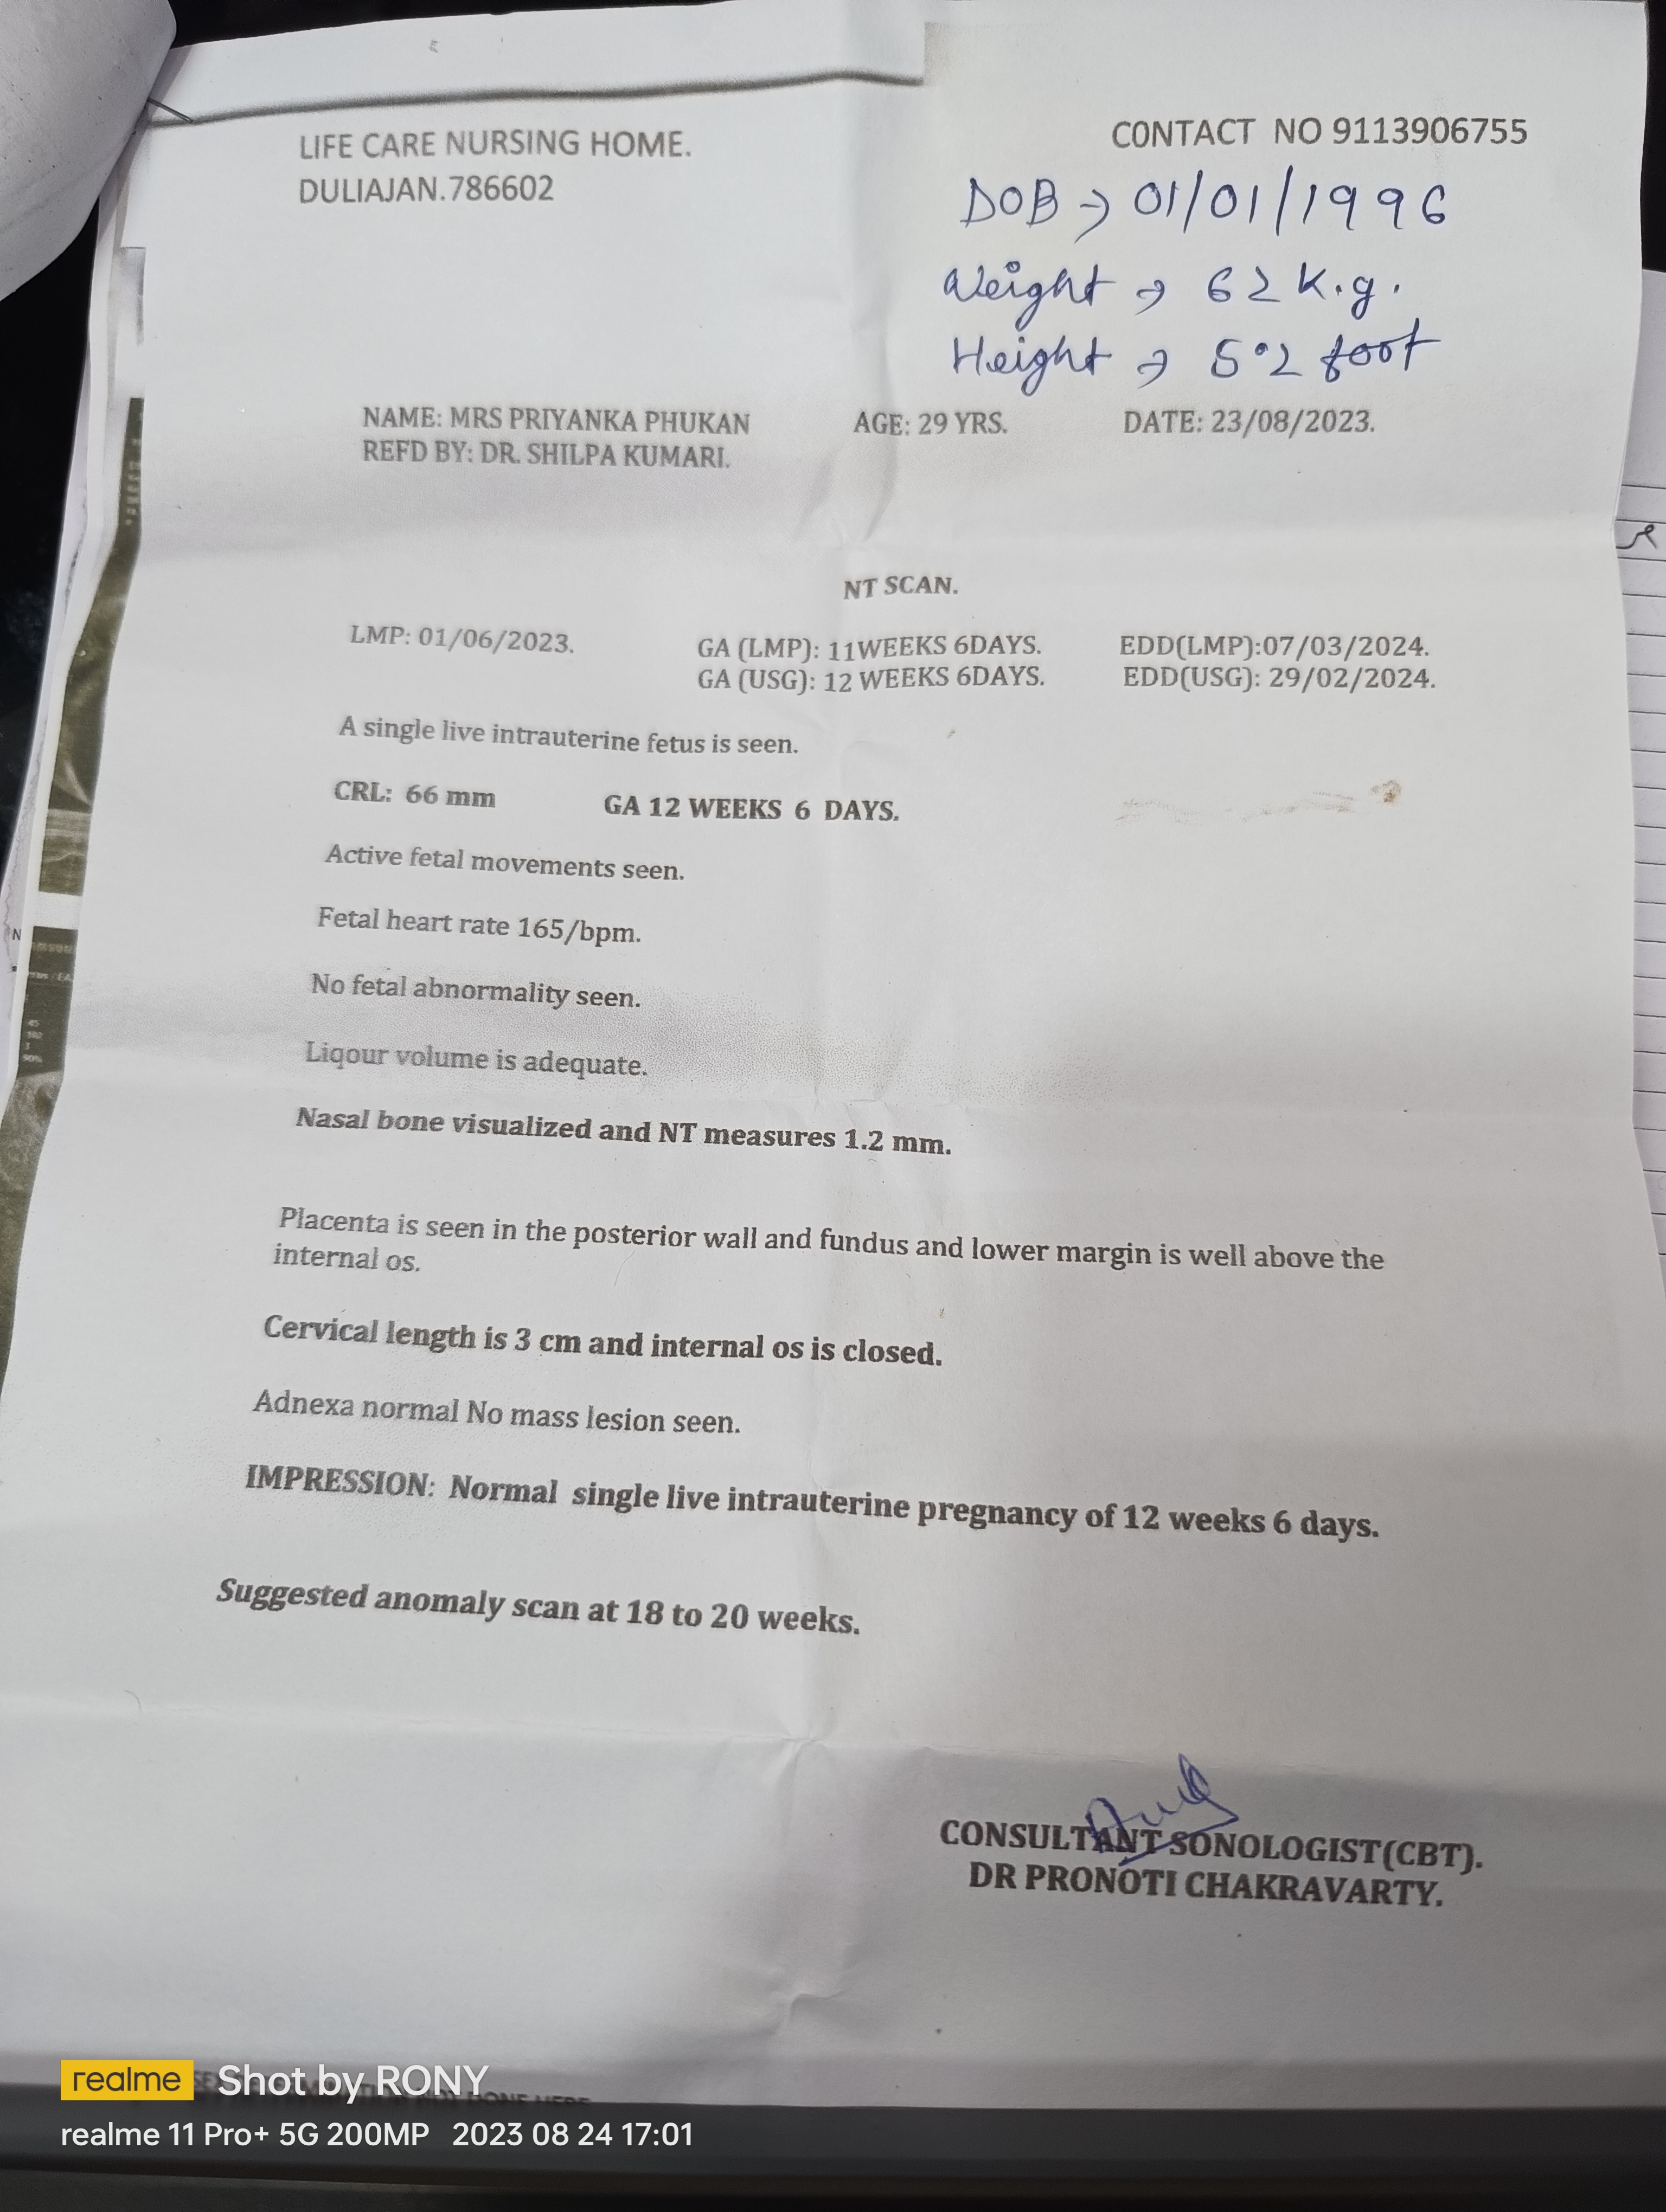 LIFE CARE NURSING HOME.
DULIAJAN.786602
CONTACT NO 9113906755
DOB → 01/01/1996
Weight → 62 K.g.
Height → 5°2 foot
NAME: MRS PRIYANKA PHUKAN AGE: 29 YRS. DATE: 23/08/2023.
REFD BY: DR. SHILPA KUMARI.
NT SCAN.
LMP: 01/06/2023. GA (LMP): 11WEEKS 6DAYS. EDD(LMP):07/03/2024.
GA (USG): 12 WEEKS 6DAYS. EDD(USG): 29/02/2024.
A single live intrauterine fetus is seen.
CRL: 66 mm GA 12 WEEKS 6 DAYS.
Active fetal movements seen.
Fetal heart rate 165/bpm.
No fetal abnormality seen.
Liqour volume is adequate.
Nasal bone visualized and NT measures 1.2 mm.
Placenta is seen in the posterior wall and fundus and lower margin is well above the
internal os.
Cervical length is 3 cm and internal os is closed.
Adnexa normal No mass lesion seen.
IMPRESSION: Normal single live intrauterine pregnancy of 12 weeks 6 days.
Suggested anomaly scan at 18 to 20 weeks.
CONSULTANT SONOLOGIST(CBT).
DR PRONOTI CHAKRAVARTY.
realme Shot by RONY
realme 11 Pro+ 5G 200MP 2023 08 24 17:01